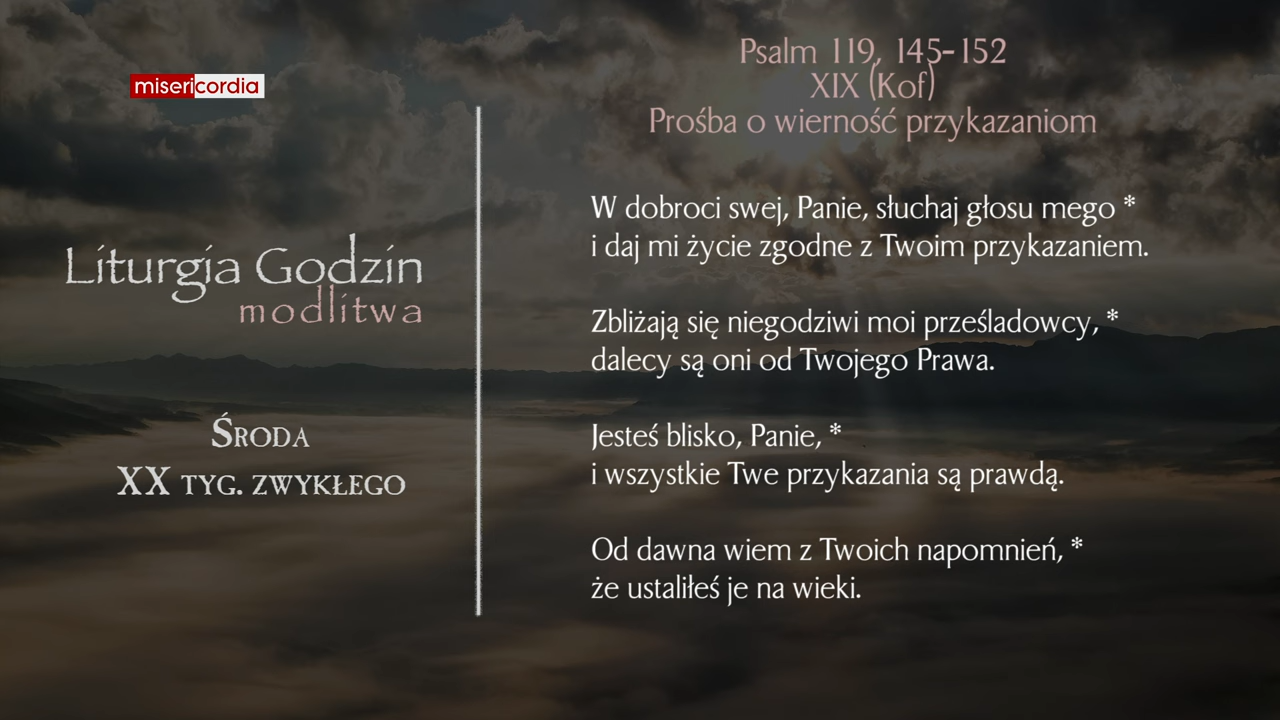 misericordia
Liturgia Godzin
modlitwa
Środa
XX tyg. zwykłego
Psalm 119, 145-152
XIX (Kof)
Prośba o wierność przykazaniom
W dobroci swej, Panie, słuchaj głosu mego *
i daj mi życie zgodne z Twoim przykazaniem.
Zbliżają się niegodziwi moi prześladowcy, *
dalecy są oni od Twojego Prawa.
Jesteś blisko, Panie, *
i wszystkie Twe przykazania są prawdą.
Od dawna wiem z Twoich napomnień, *
że ustaliłeś je na wieki.